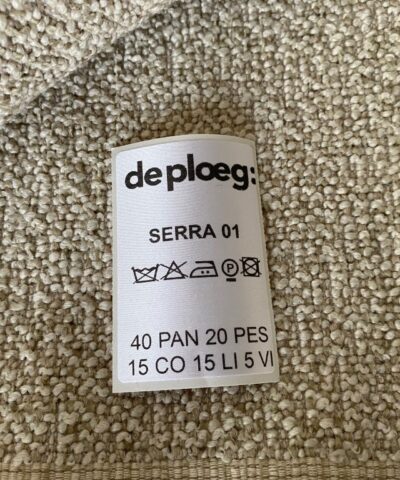 de ploeg:
SERRA 01
P
40 PAN 20 PES
15 CO 15 LI 5 VI